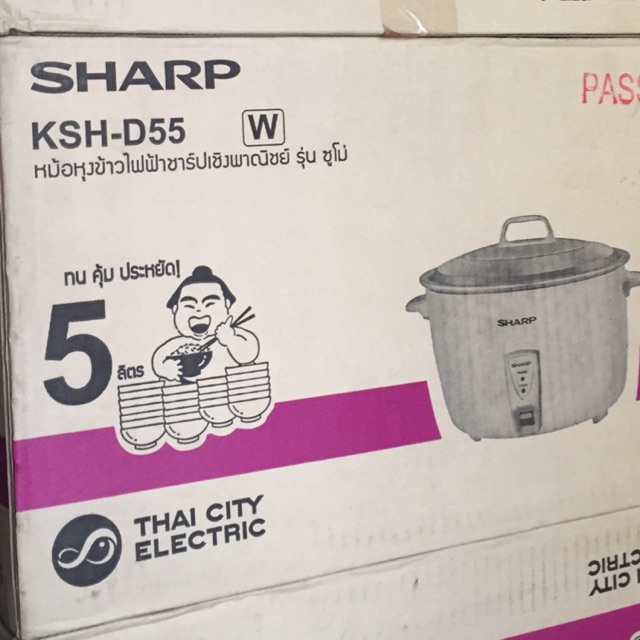 SHARP
PASS
KSH-D55 W
หม้อหุงข้าวไฟฟ้าชาร์ปเชิงพาณิชย์ รุ่น ซูโม่
ทน คุ้ม ประหยัด!
5 ลิตร
SHARP
SHARP
THAI CITY
ELECTRIC